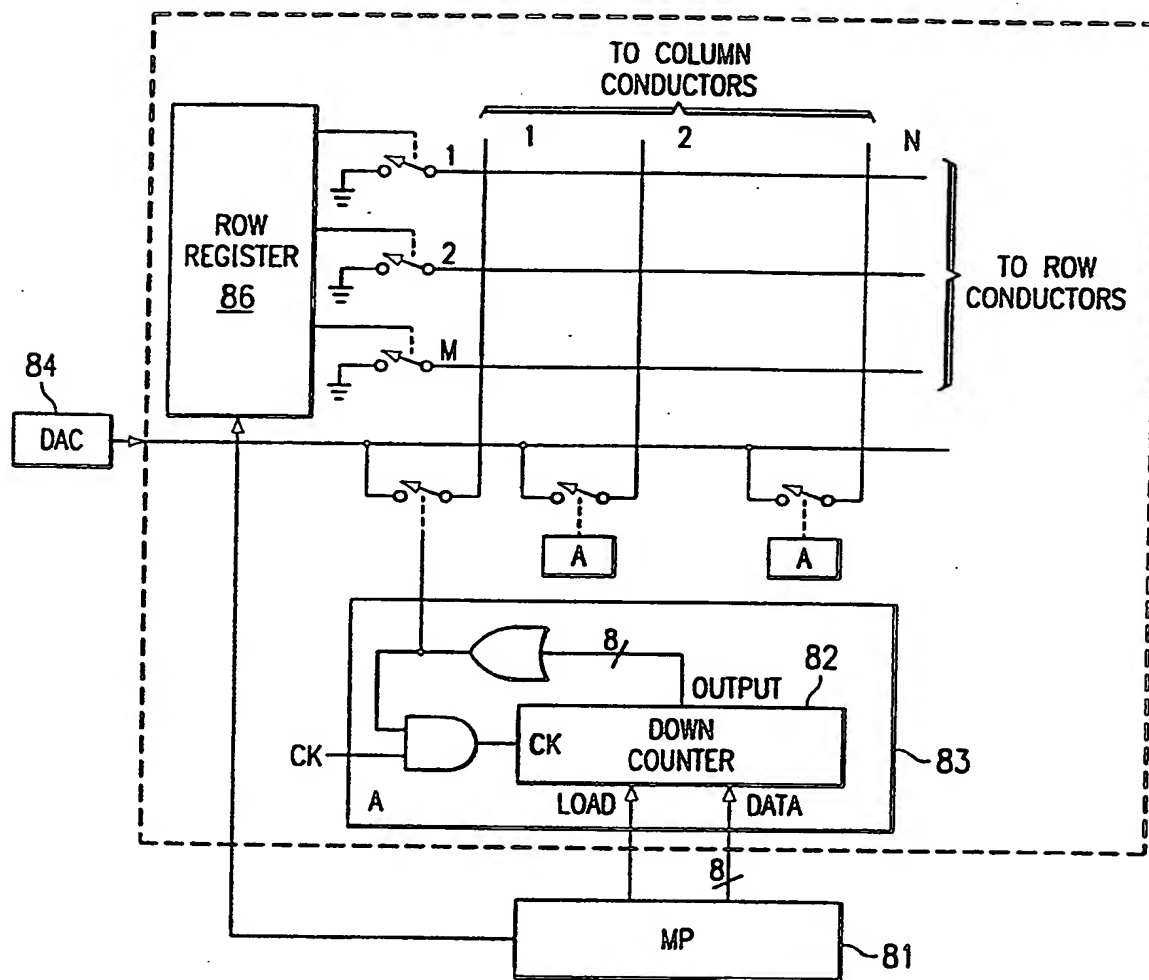 TO COLUMN
CONDUCTORS
1 2 N
1
ROW
REGISTER
86
2
TO ROW
CONDUCTORS
M
84
DAC
A A
8
82
OUTPUT
DOWN
COUNTER
CK
CK
83
A
LOAD DATA
8
MP
81